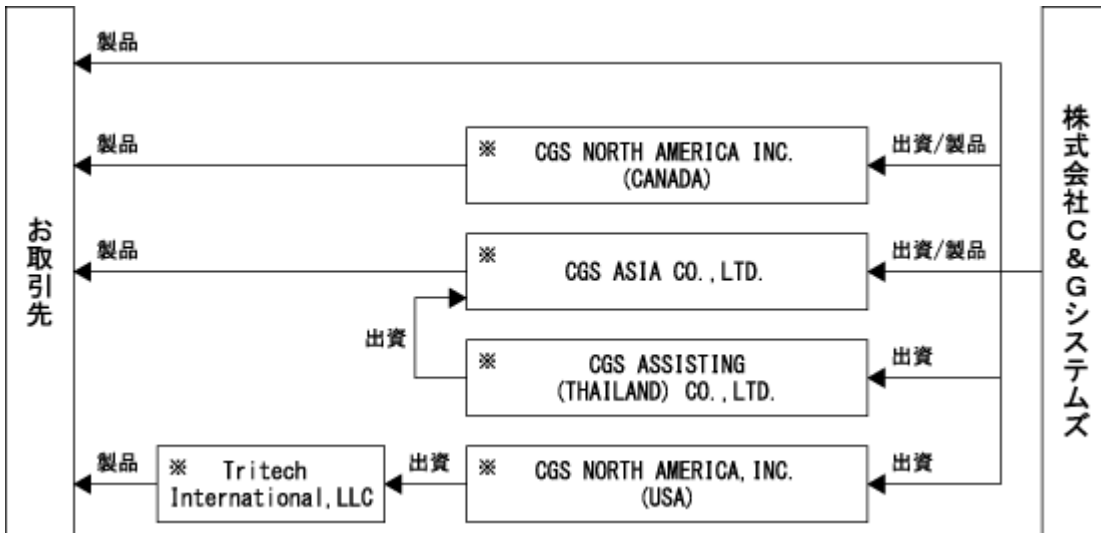 製品
製品
※ CGS NORTH AMERICA INC.
(CANADA)
出資/製品
製品
※
CGS ASIA CO.,LTD.
出資/製品
出資
※ CGS ASSISTING
(THAILAND) CO.,LTD.
出資
製品
※ Tritech
International,LLC
出資
※ CGS NORTH AMERICA,INC.
(USA)
出資
お取引先
株式会社C&Gシステムズ